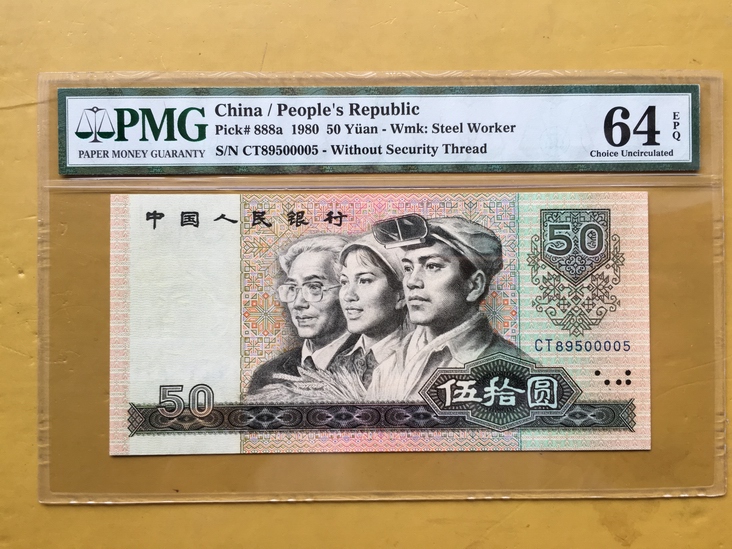 PMG
PAPER MONEY GUARANTY
China / People's Republic
Pick# 888a 1980 50 Yüan - Wmk: Steel Worker
S/N CT89500005 - Without Security Thread
64 EPQ
Choice Uncirculated
中国人民银行
50
CT89500005
50
伍拾圆